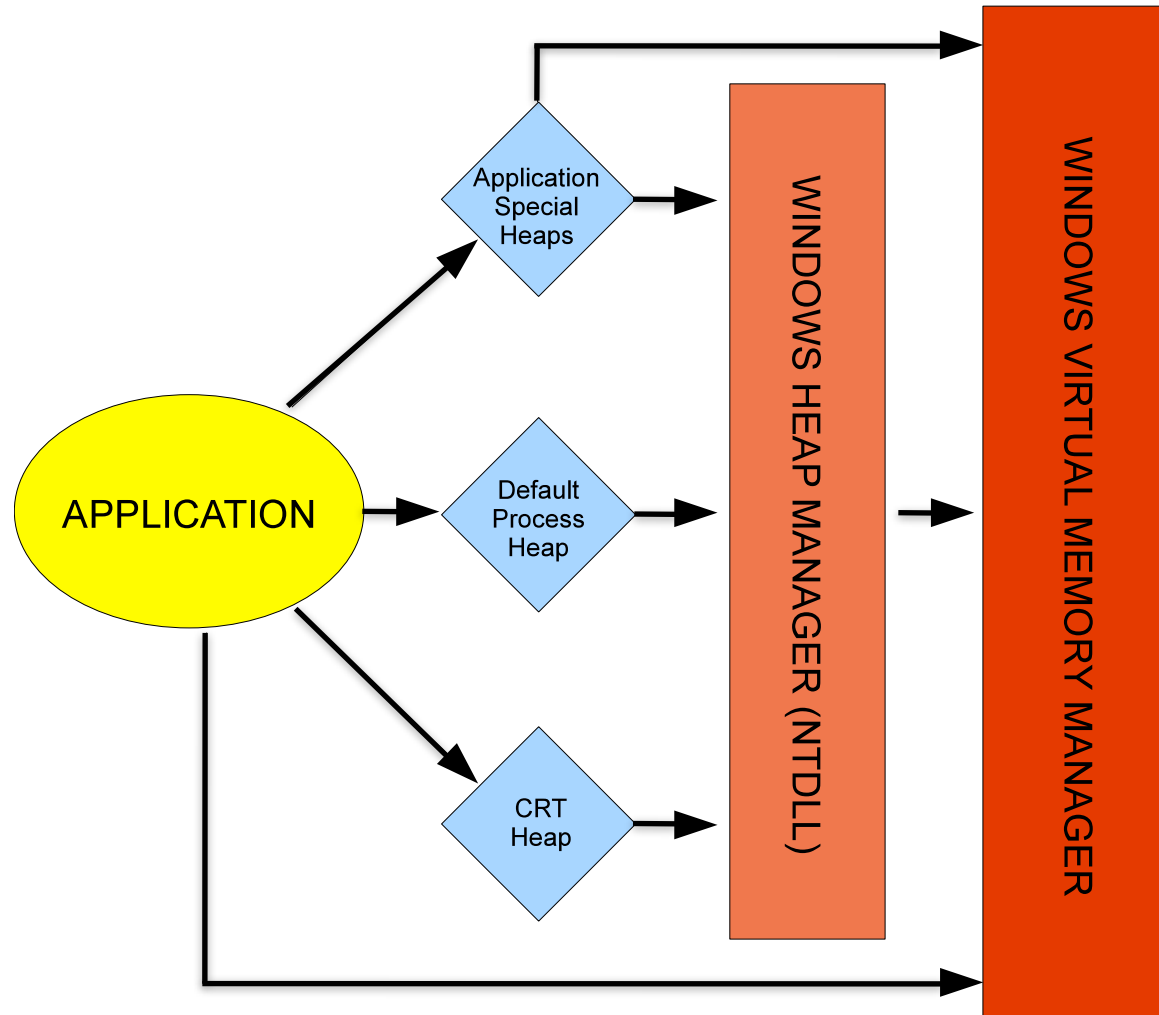 Application
Special
Heaps
APPLICATION
Default
Process
Heap
CRT
Heap
WINDOWS HEAP MANAGER (NTDLL)
WINDOWS VIRTUAL MEMORY MANAGER